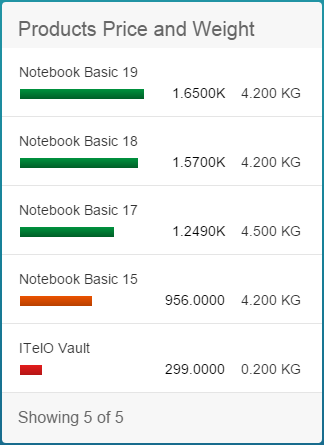 Products Price and Weight
Notebook Basic 19
1.6500K 4.200 KG
Notebook Basic 18
1.5700K 4.200 KG
Notebook Basic 17
1.2490K 4.500 KG
Notebook Basic 15
956.0000 4.200 KG
ITelO Vault
299.0000 0.200 KG
Showing 5 of 5